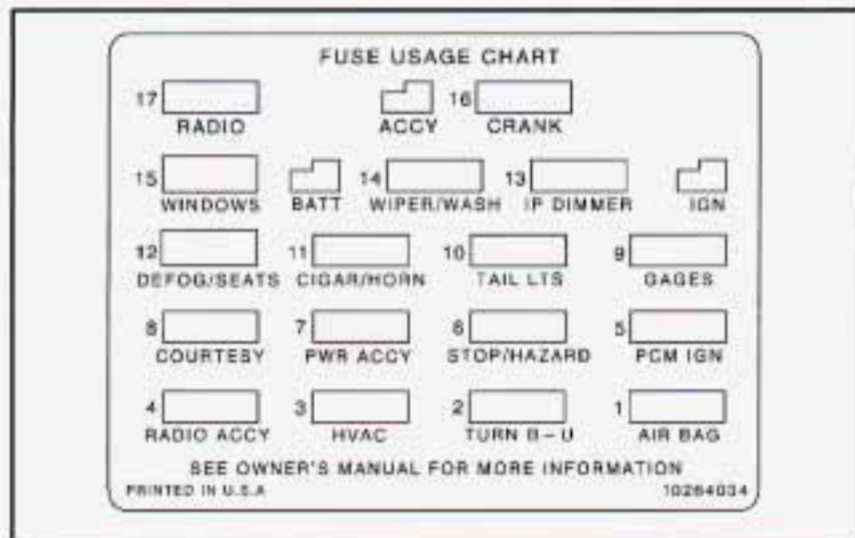 FUSE USAGE CHART
17 16
RADIO ACCY CRANK
15 14 13
WINDOWS BATT WIPER/WASH IP DIMMER IGN
12 11 10 9
DEFOG/SEATS CIGAR/HORN TAIL LTS GAGES
8 7 6 5
COURTESY PWR ACCY STOP/HAZARD PCM IGN
4 3 2 1
RADIO ACCY HVAC TURN B-U AIR BAG
SEE OWNER'S MANUAL FOR MORE INFORMATION
PRINTED IN U.S.A 10264034